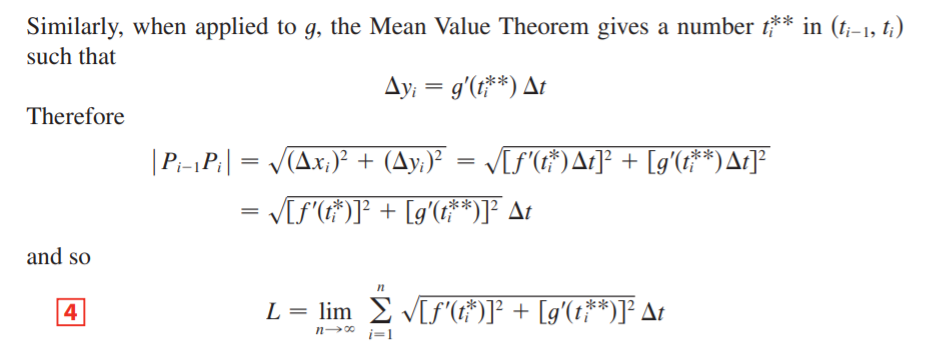 Similarly, when applied to g, the Mean Value Theorem gives a number tᵢ** in (tᵢ₋₁, tᵢ)
such that
Δyᵢ = g′(tᵢ**) Δt
Therefore
|Pᵢ₋₁Pᵢ| = √((Δxᵢ)² + (Δyᵢ)²) = √([f′(tᵢ*)Δt]² + [g′(tᵢ**)Δt]²)
= √([f′(tᵢ*)]² + [g′(tᵢ**)]²) Δt
and so
4 L = lim_{n→∞} ∑_{i=1}^{n} √([f′(tᵢ*)]² + [g′(tᵢ**)]²) Δt